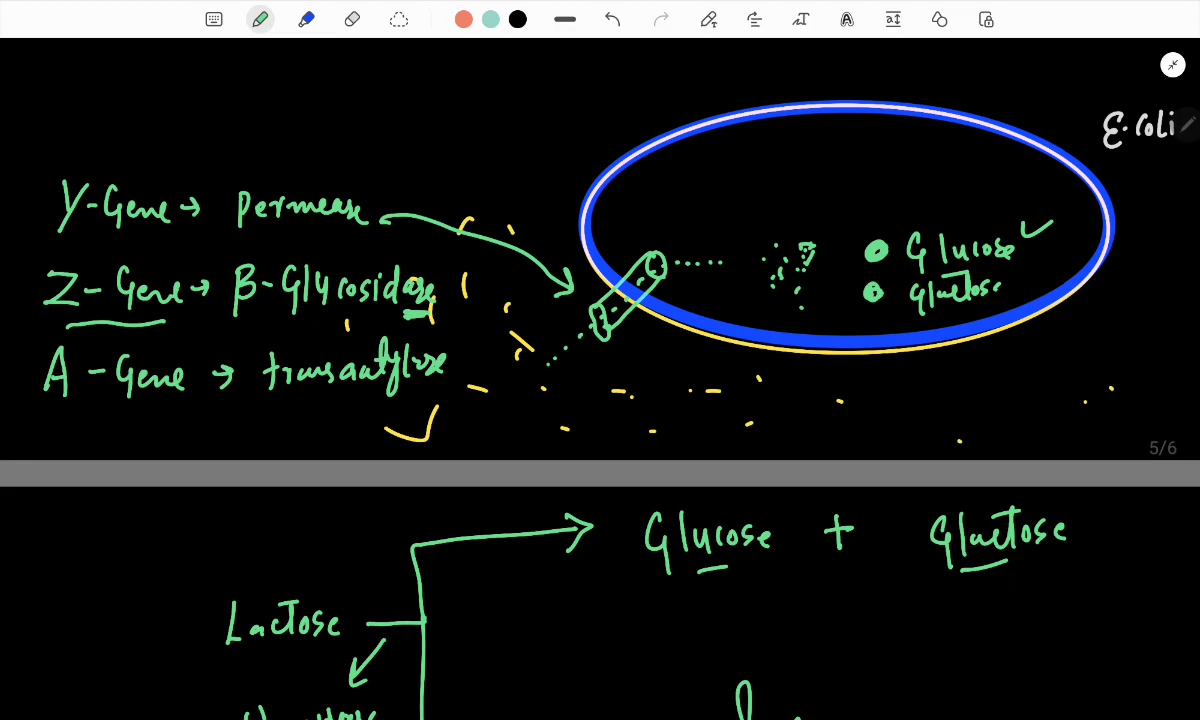 E.coli
Y-Gene → permease
Z-Gene → β-Glycosidase
A-Gene → transacetylase
Glucose ✓
Glactose
5/6
Glucose + Glactose
Lactose